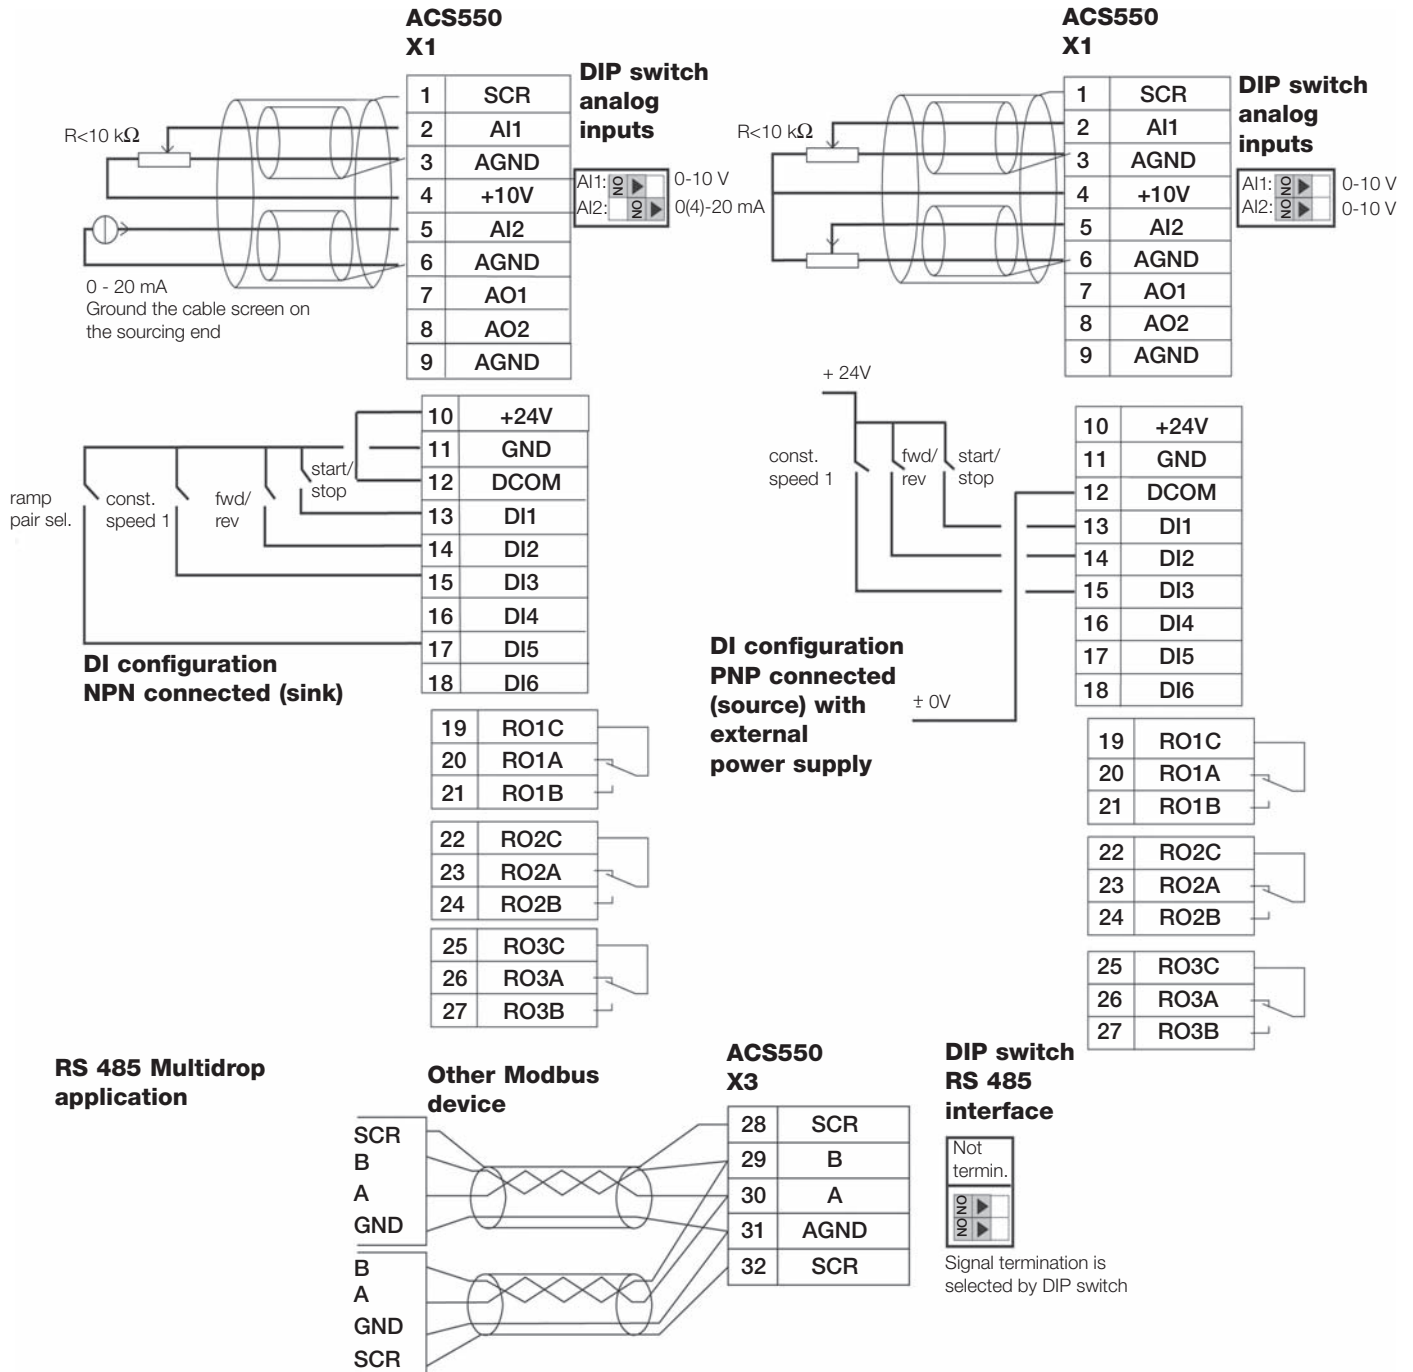 ACS550
X1
DIP switch
analog
inputs
R<10 kΩ
1 SCR
2 AI1
3 AGND
4 +10V
5 AI2
6 AGND
7 AO1
8 AO2
9 AGND
AI1: ON 0-10 V
AI2: ON 0(4)-20 mA
0 - 20 mA
Ground the cable screen on
the sourcing end
10 +24V
11 GND
12 DCOM
13 DI1
14 DI2
15 DI3
16 DI4
17 DI5
18 DI6
ramp
pair sel.
const.
speed 1
fwd/
rev
start/
stop
DI configuration
NPN connected (sink)
19 RO1C
20 RO1A
21 RO1B
22 RO2C
23 RO2A
24 RO2B
25 RO3C
26 RO3A
27 RO3B
ACS550
X1
DIP switch
analog
inputs
R<10 kΩ
1 SCR
2 AI1
3 AGND
4 +10V
5 AI2
6 AGND
7 AO1
8 AO2
9 AGND
AI1: ON 0-10 V
AI2: ON 0-10 V
+ 24V
const.
speed 1
fwd/
rev
start/
stop
10 +24V
11 GND
12 DCOM
13 DI1
14 DI2
15 DI3
16 DI4
17 DI5
18 DI6
DI configuration
PNP connected
(source) with
external
power supply
± 0V
19 RO1C
20 RO1A
21 RO1B
22 RO2C
23 RO2A
24 RO2B
25 RO3C
26 RO3A
27 RO3B
RS 485 Multidrop
application
Other Modbus
device
SCR
B
A
GND
B
A
GND
SCR
ACS550
X3
28 SCR
29 B
30 A
31 AGND
32 SCR
DIP switch
RS 485
interface
Not
termin.
ON
ON
Signal termination is
selected by DIP switch